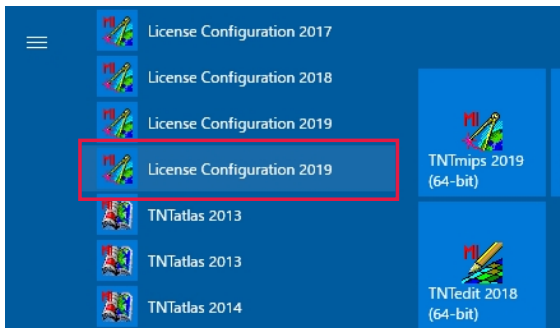 License Configuration 2017
License Configuration 2018
License Configuration 2019
License Configuration 2019
TNTatlas 2013
TNTatlas 2013
TNTatlas 2014
TNTmips 2019
(64-bit)
TNTedit 2018
(64-bit)